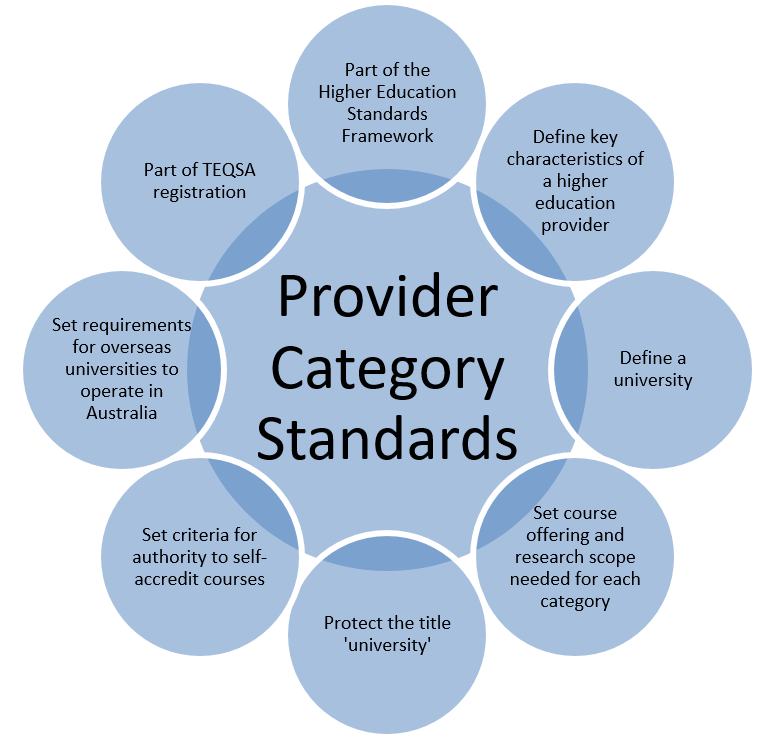 Part of the
Higher Education
Standards
Framework
Define key
characteristics of
a higher
education
provider
Define a
university
Set course
offering and
research scope
needed for each
category
Protect the title
'university'
Set criteria for
authority to self-
accredit courses
Set requirements
for overseas
universities to
operate in
Australia
Part of TEQSA
registration
Provider
Category
Standards